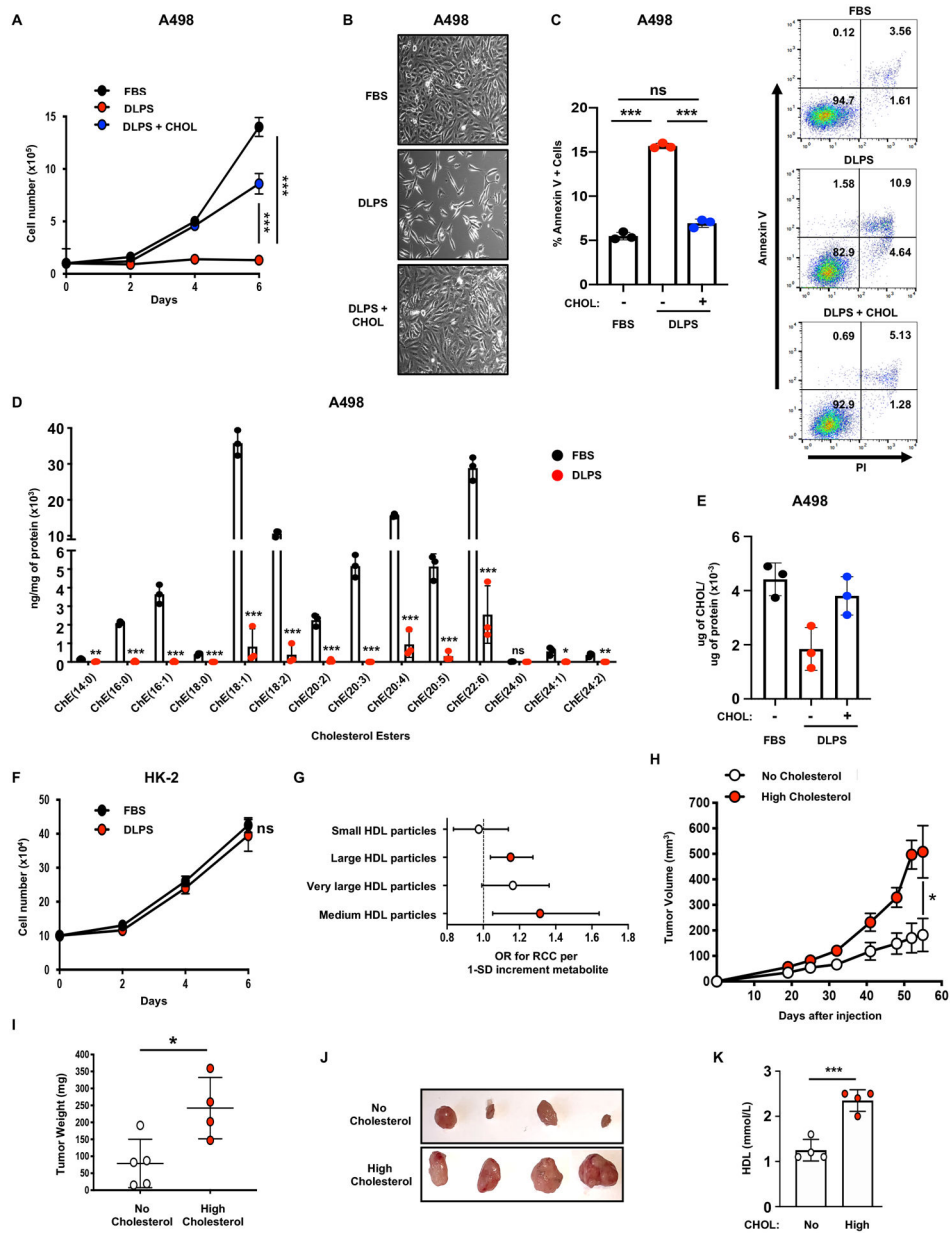 A
A498
FBS
DLPS
DLPS + CHOL
Cell number (x10⁵)
15
10
5
0
0
2
4
6
Days
***
***
B
A498
FBS
DLPS
DLPS +
CHOL
C
A498
ns
***
***
% Annexin V + Cells
20
15
10
5
0
CHOL:
-
-
+
FBS
DLPS
FBS
0.12
3.56
94.7
1.61
DLPS
1.58
10.9
82.9
4.64
DLPS + CHOL
0.69
5.13
92.9
1.28
Annexin V
PI
D
A498
FBS
DLPS
ng/mg of protein (x10³)
40
30
20
10
6
5
4
3
2
1
0
**
***
***
**
***
***
***
***
***
***
***
ns
*
**
ChE(14:0)
ChE(16:0)
ChE(16:1)
ChE(18:0)
ChE(18:1)
ChE(18:2)
ChE(20:2)
ChE(20:3)
ChE(20:4)
ChE(20:5)
ChE(22:6)
ChE(24:0)
ChE(24:1)
ChE(24:2)
Cholesterol Esters
E
A498
ug of CHOL/
ug of protein (x10⁻³)
6
4
2
0
CHOL:
-
-
+
FBS
DLPS
F
HK-2
FBS
DLPS
ns
Cell number (x10⁴)
50
40
30
20
10
0
0
2
4
6
Days
G
Small HDL particles
Large HDL particles
Very large HDL particles
Medium HDL particles
0.8
1.0
1.2
1.4
1.6
1.8
OR for RCC per
1-SD increment metabolite
H
No Cholesterol
High Cholesterol
Tumor Volume (mm³)
700
600
500
400
300
200
100
0
10
20
30
40
50
60
Days after injection
*
I
*
Tumor Weight (mg)
400
350
300
250
200
150
100
50
0
No
Cholesterol
High
Cholesterol
J
No
Cholesterol
High
Cholesterol
K
***
HDL (mmol/L)
3
2
1
0
CHOL:
No
High